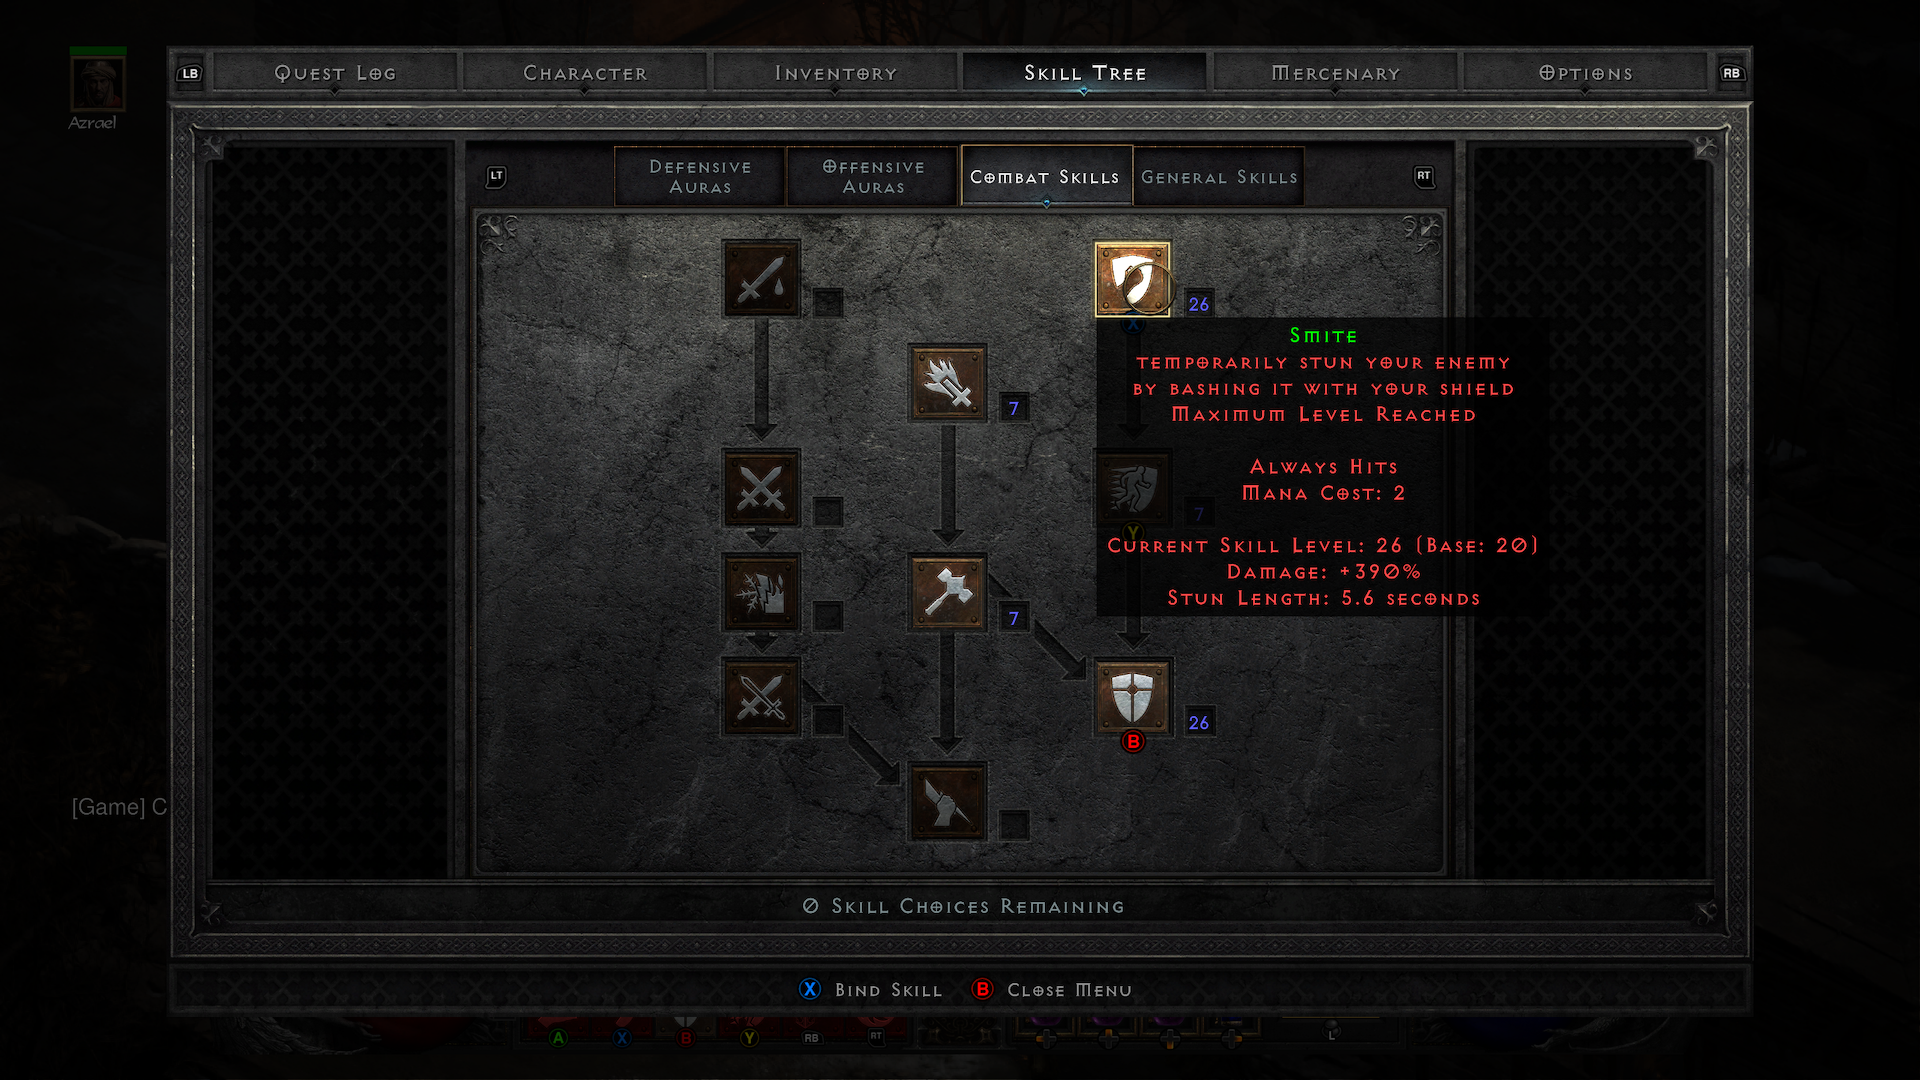 LB
Quest Log
Character
Inventory
Skill Tree
Mercenary
Options
RB
Azrael
LT
Defensive
Auras
Offensive
Auras
Combat Skills
General Skills
RT
26
X
Smite
temporarily stun your enemy
by bashing it with your shield
Maximum Level Reached
7
Always Hits
Mana Cost: 2
7
Y
Current Skill Level: 26 (Base: 20)
Damage: +390%
Stun Length: 5.6 seconds
7
26
B
[Game] C
0 Skill Choices Remaining
X Bind Skill B Close Menu
A X B Y RB RT L